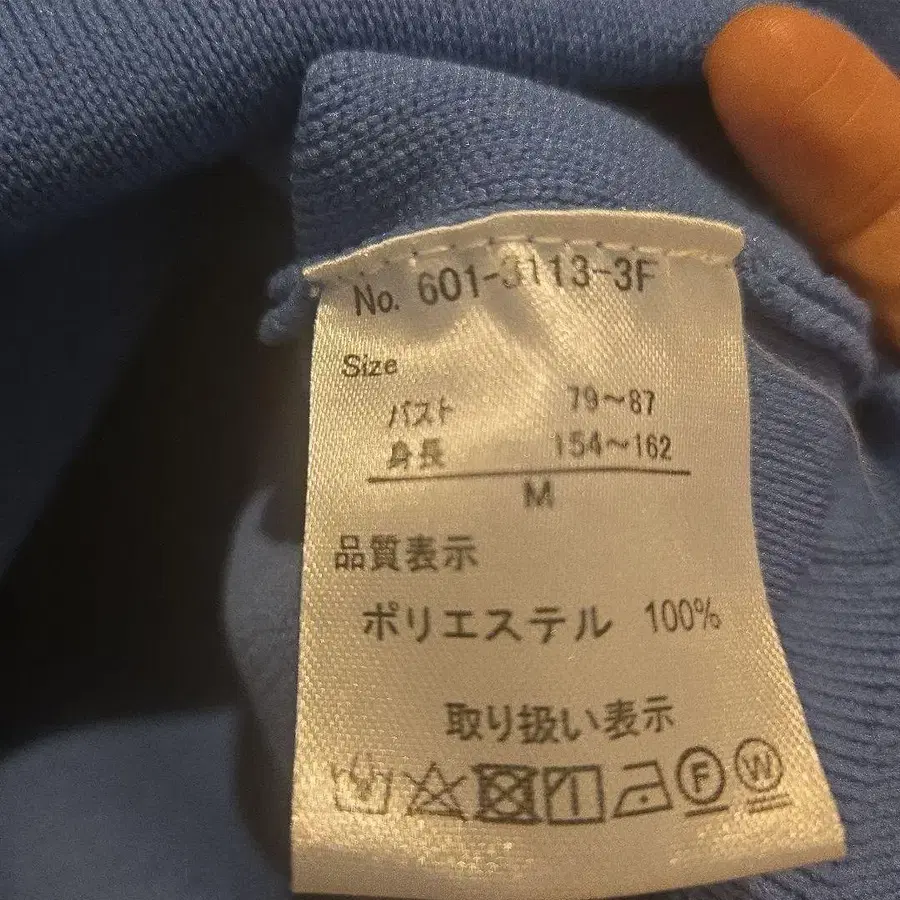 No. 601-3113-3F
Size
バスト 79～87
身長 154～162
M
品質表示
ポリエステル 100%
取り扱い表示
F W